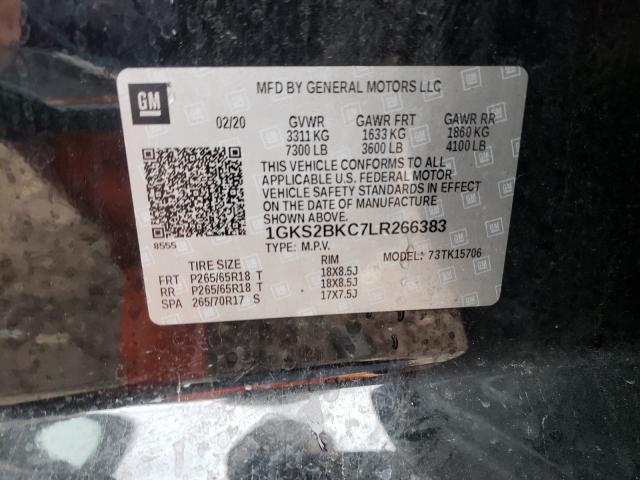 GM
MFD BY GENERAL MOTORS LLC
02/20 GVWR GAWR FRT GAWR RR
3311 KG 1633 KG 1860 KG
7300 LB 3600 LB 4100 LB
THIS VEHICLE CONFORMS TO ALL
APPLICABLE U.S. FEDERAL MOTOR
VEHICLE SAFETY STANDARDS IN EFFECT
ON THE DATE OF MANUFACTURE
SHOWN ABOVE.
8555
1GKS2BKC7LR266383
TYPE: M.P.V. MODEL: 73TK15706
TIRE SIZE RIM
FRT P265/65R18 T 18X8.5J
RR P265/65R18 T 18X8.5J
SPA 265/70R17 S 17X7.5J